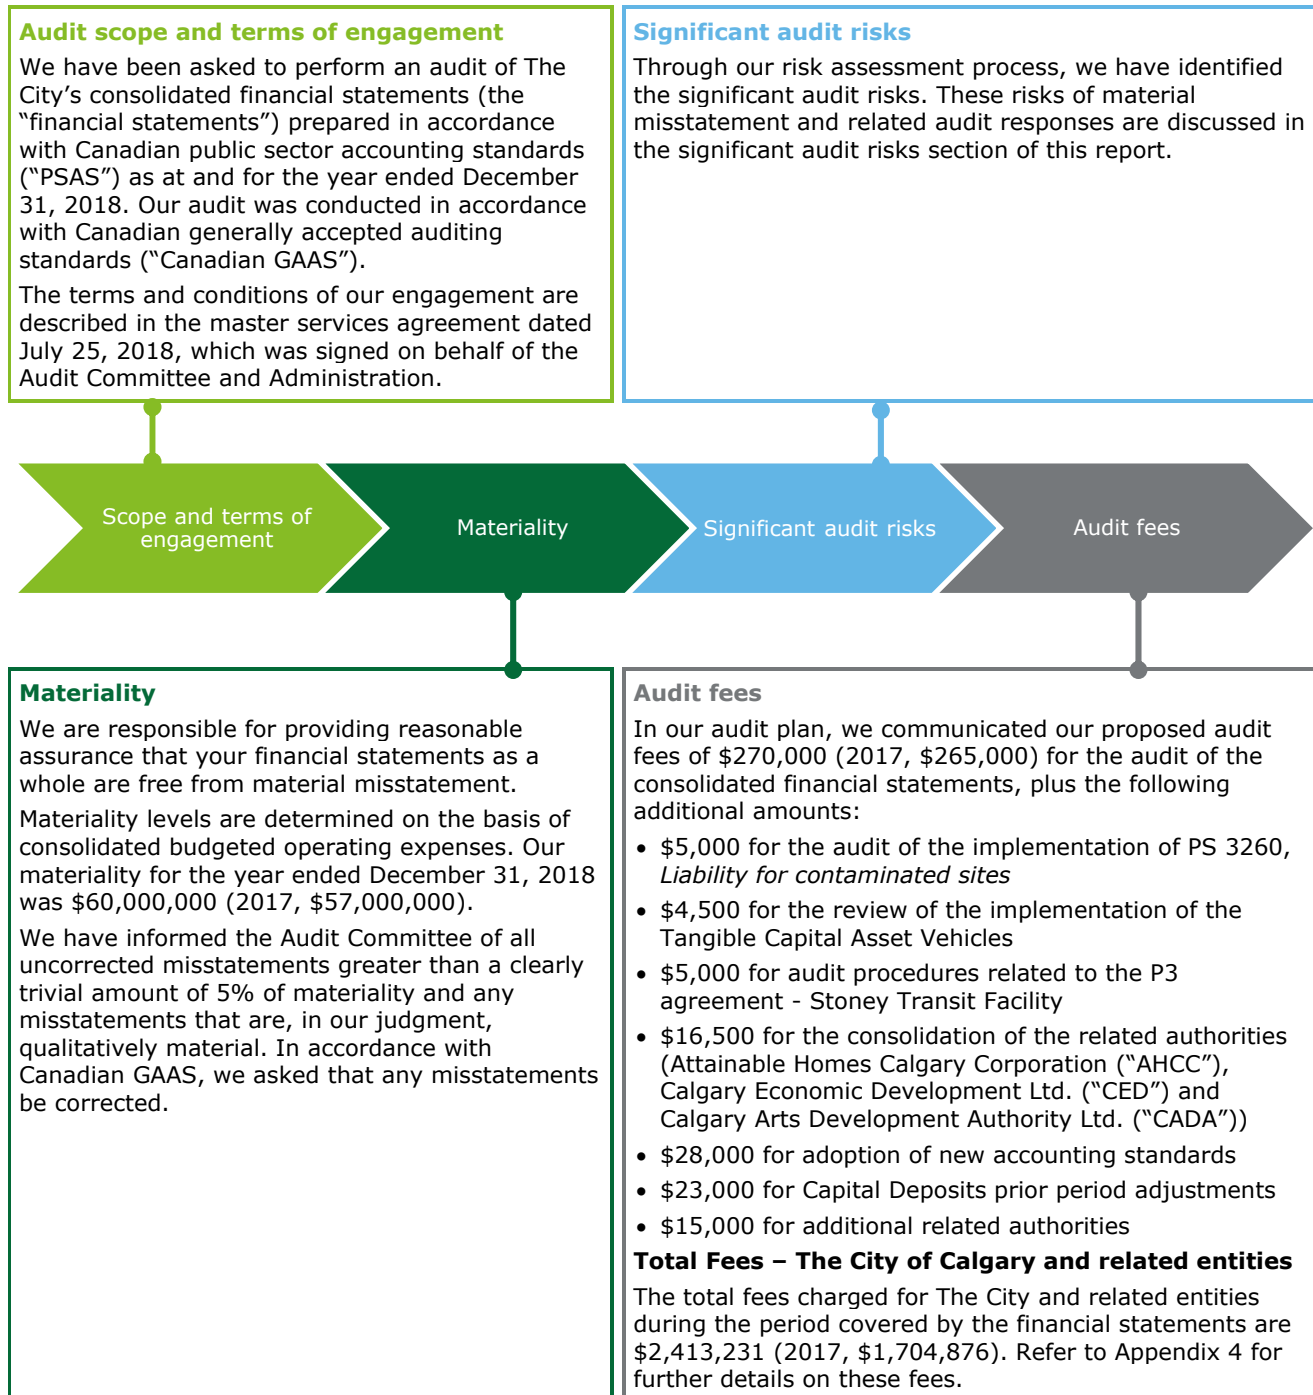 Audit scope and terms of engagement
We have been asked to perform an audit of The
City's consolidated financial statements (the
“financial statements”) prepared in accordance
with Canadian public sector accounting standards
(“PSAS”) as at and for the year ended December
31, 2018. Our audit was conducted in accordance
with Canadian generally accepted auditing
standards (“Canadian GAAS”).
The terms and conditions of our engagement are
described in the master services agreement dated
July 25, 2018, which was signed on behalf of the
Audit Committee and Administration.
Significant audit risks
Through our risk assessment process, we have identified
the significant audit risks. These risks of material
misstatement and related audit responses are discussed in
the significant audit risks section of this report.
Scope and terms of
engagement
Materiality
Significant audit risks
Audit fees
Materiality
We are responsible for providing reasonable
assurance that your financial statements as a
whole are free from material misstatement.
Materiality levels are determined on the basis of
consolidated budgeted operating expenses. Our
materiality for the year ended December 31, 2018
was $60,000,000 (2017, $57,000,000).
We have informed the Audit Committee of all
uncorrected misstatements greater than a clearly
trivial amount of 5% of materiality and any
misstatements that are, in our judgment,
qualitatively material. In accordance with
Canadian GAAS, we asked that any misstatements
be corrected.
Audit fees
In our audit plan, we communicated our proposed audit
fees of $270,000 (2017, $265,000) for the audit of the
consolidated financial statements, plus the following
additional amounts:
• $5,000 for the audit of the implementation of PS 3260,
Liability for contaminated sites
• $4,500 for the review of the implementation of the
Tangible Capital Asset Vehicles
• $5,000 for audit procedures related to the P3
agreement - Stoney Transit Facility
• $16,500 for the consolidation of the related authorities
(Attainable Homes Calgary Corporation (“AHCC”),
Calgary Economic Development Ltd. (“CED”) and
Calgary Arts Development Authority Ltd. (“CADA”))
• $28,000 for adoption of new accounting standards
• $23,000 for Capital Deposits prior period adjustments
• $15,000 for additional related authorities
Total Fees – The City of Calgary and related entities
The total fees charged for The City and related entities
during the period covered by the financial statements are
$2,413,231 (2017, $1,704,876). Refer to Appendix 4 for
further details on these fees.